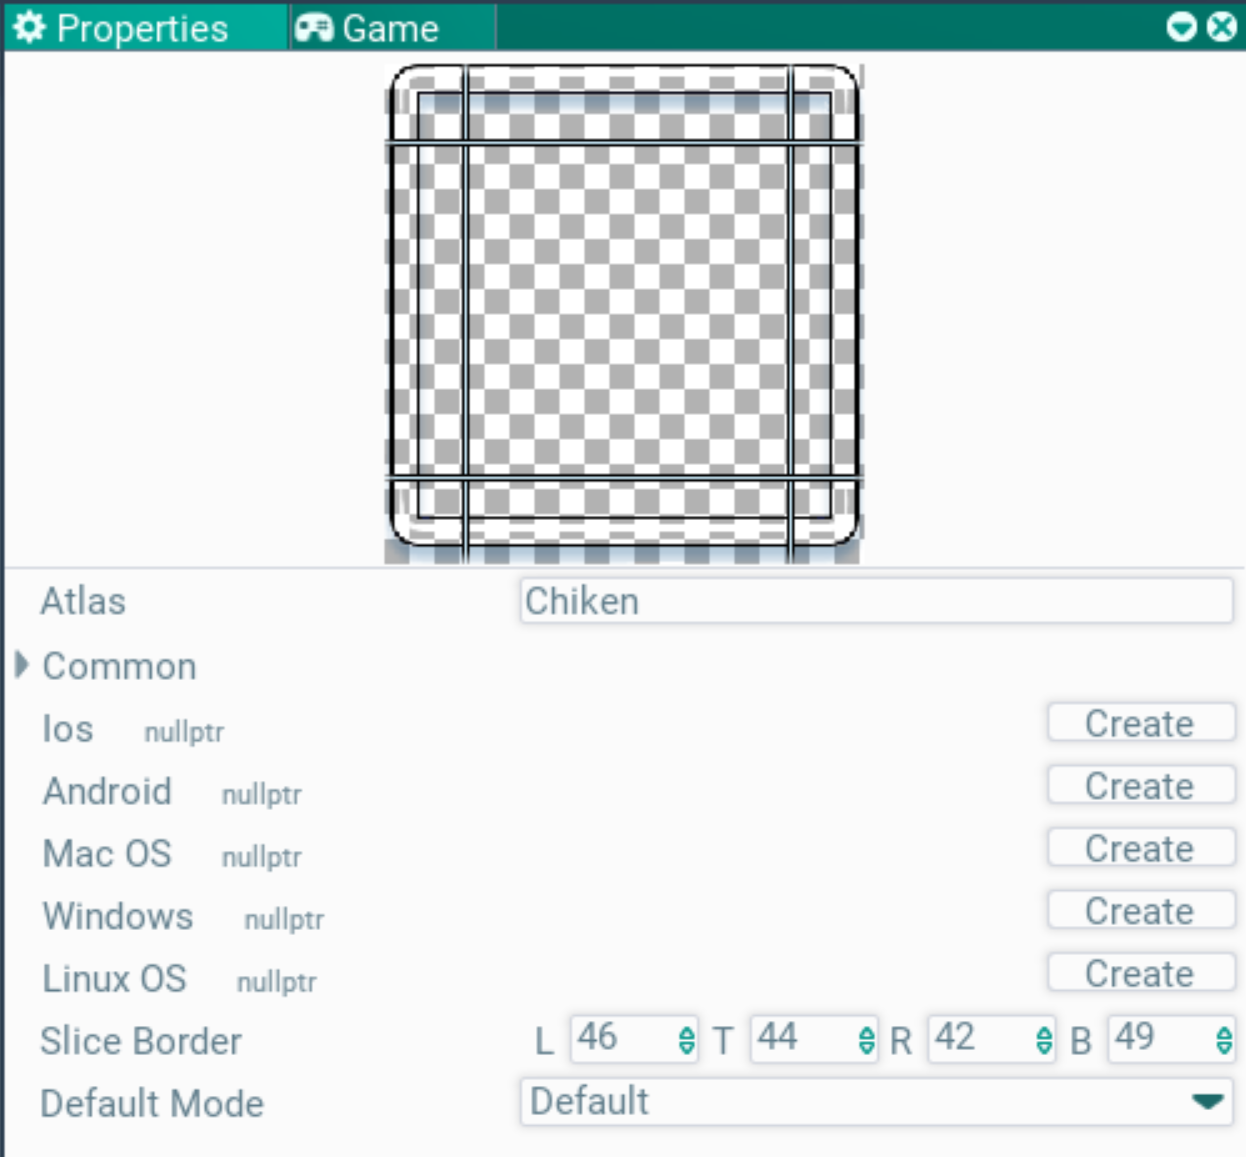 Properties Game
Atlas Chiken
Common
Ios nullptr Create
Android nullptr Create
Mac OS nullptr Create
Windows nullptr Create
Linux OS nullptr Create
Slice Border L 46 T 44 R 42 B 49
Default Mode Default